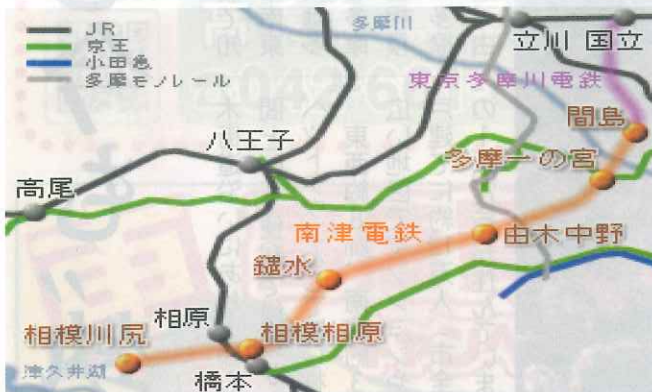 JR
京王
小田急
多摩モノレール
多摩川
立川 国立
東京多摩川電鉄
間島
八王子
多摩一の宮
高尾
南津電鉄
由木中野
鑓水
相原
相模相原
相模川尻
橋本
津久井湖